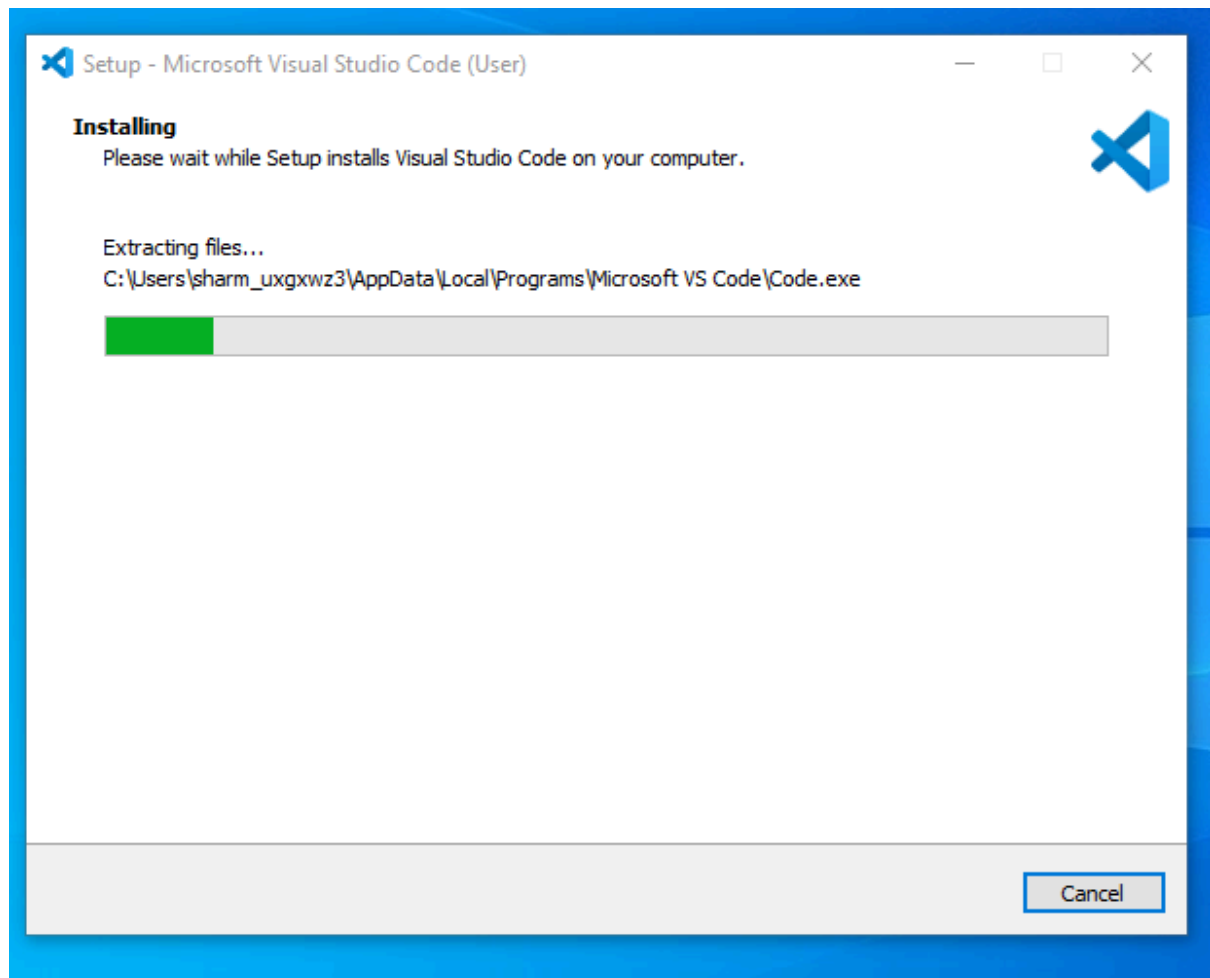 Setup - Microsoft Visual Studio Code (User)
Installing
Please wait while Setup installs Visual Studio Code on your computer.
Extracting files...
C:\Users\sharm_uxgxwz3\AppData\Local\Programs\Microsoft VS Code\Code.exe
Cancel